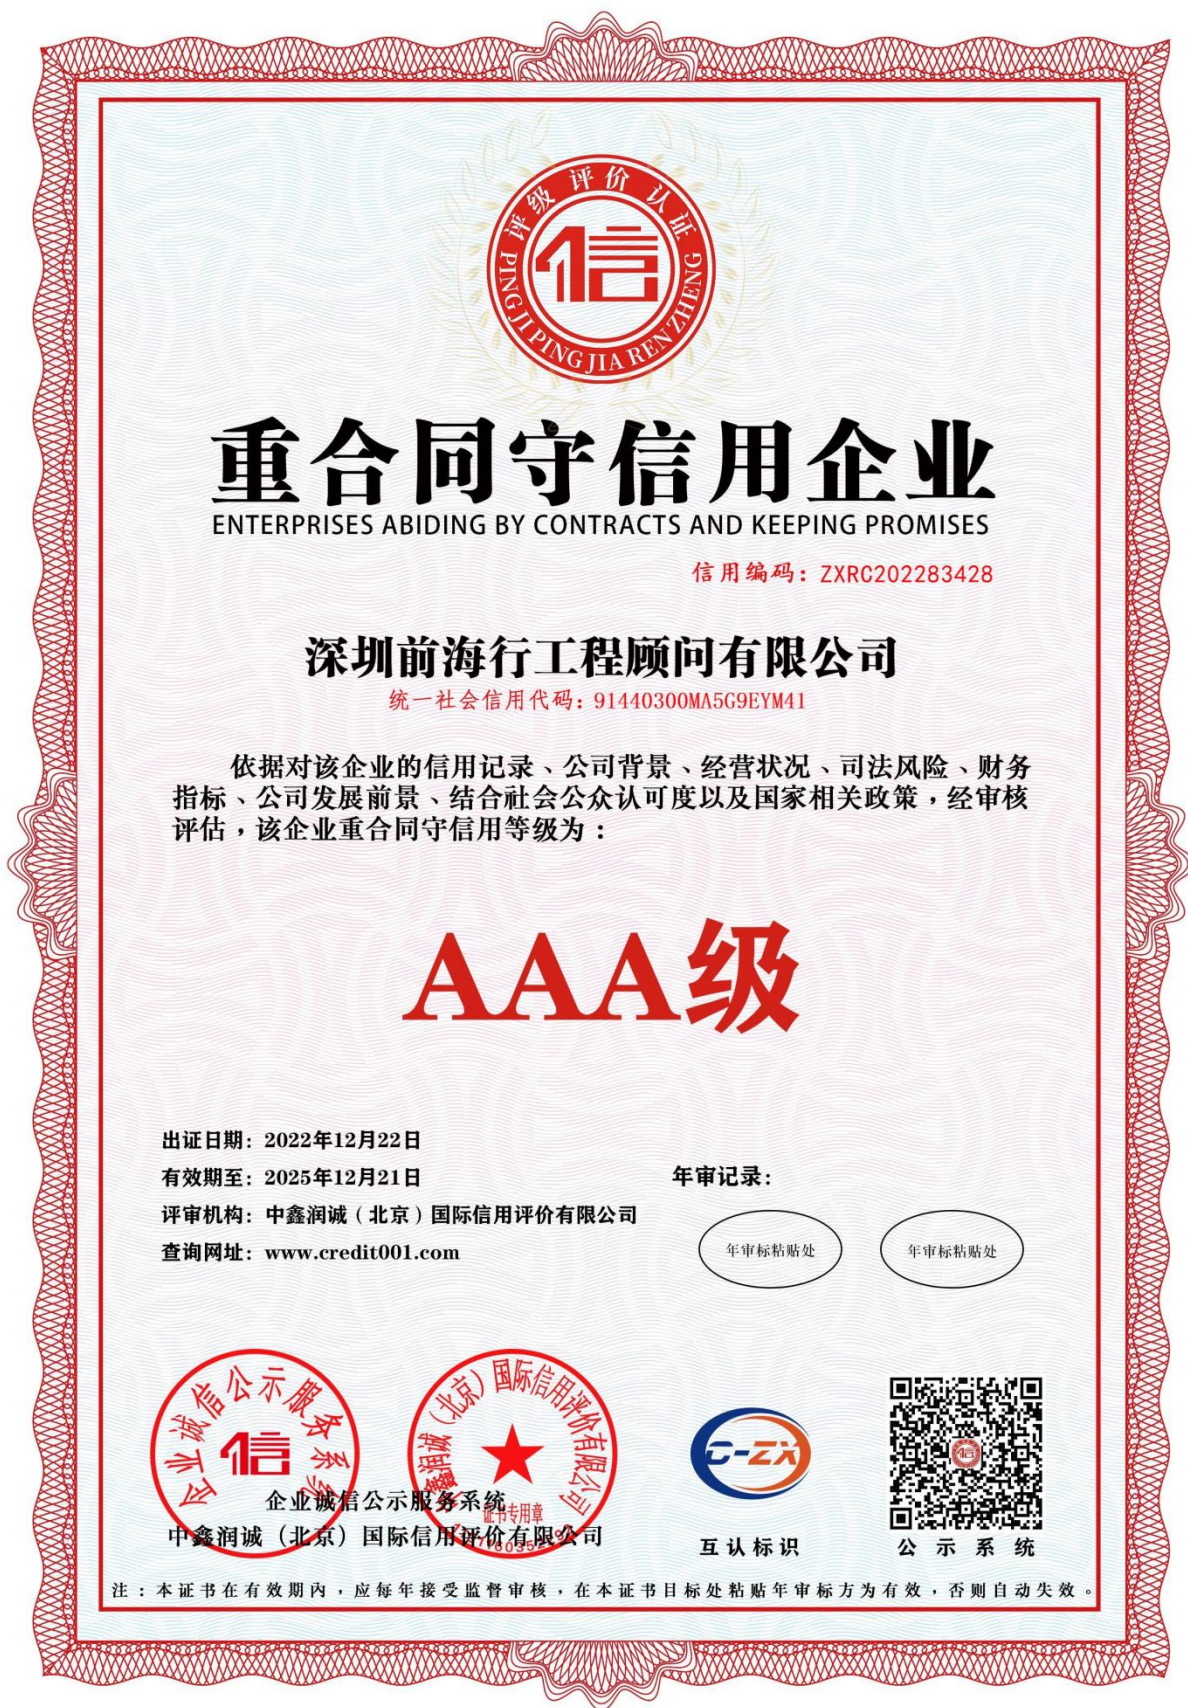 评级评价认证
PING JI PING JIA REN ZHENG
信
重合同守信用企业
ENTERPRISES ABIDING BY CONTRACTS AND KEEPING PROMISES
信用编码：ZXRC202283428
深圳前海行工程顾问有限公司
统一社会信用代码：91440300MA5G9EYM41
依据对该企业的信用记录、公司背景、经营状况、司法风险、财务
指标、公司发展前景、结合社会公众认可度以及国家相关政策，经审核
评估，该企业重合同守信用等级为：
AAA级
出证日期：2022年12月22日
有效期至：2025年12月21日
评审机构：中鑫润诚（北京）国际信用评价有限公司
查询网址：www.credit001.com
年审记录：
年审标粘贴处
年审标粘贴处
企业诚信公示服务系统
信
中鑫润诚（北京）国际信用评价有限公司
证书专用章
企业诚信公示服务系统
中鑫润诚（北京）国际信用评价有限公司
C-ZX
互认标识
信
公示系统
注：本证书在有效期内，应每年接受监督审核，在本证书目标处粘贴年审标方为有效，否则自动失效。